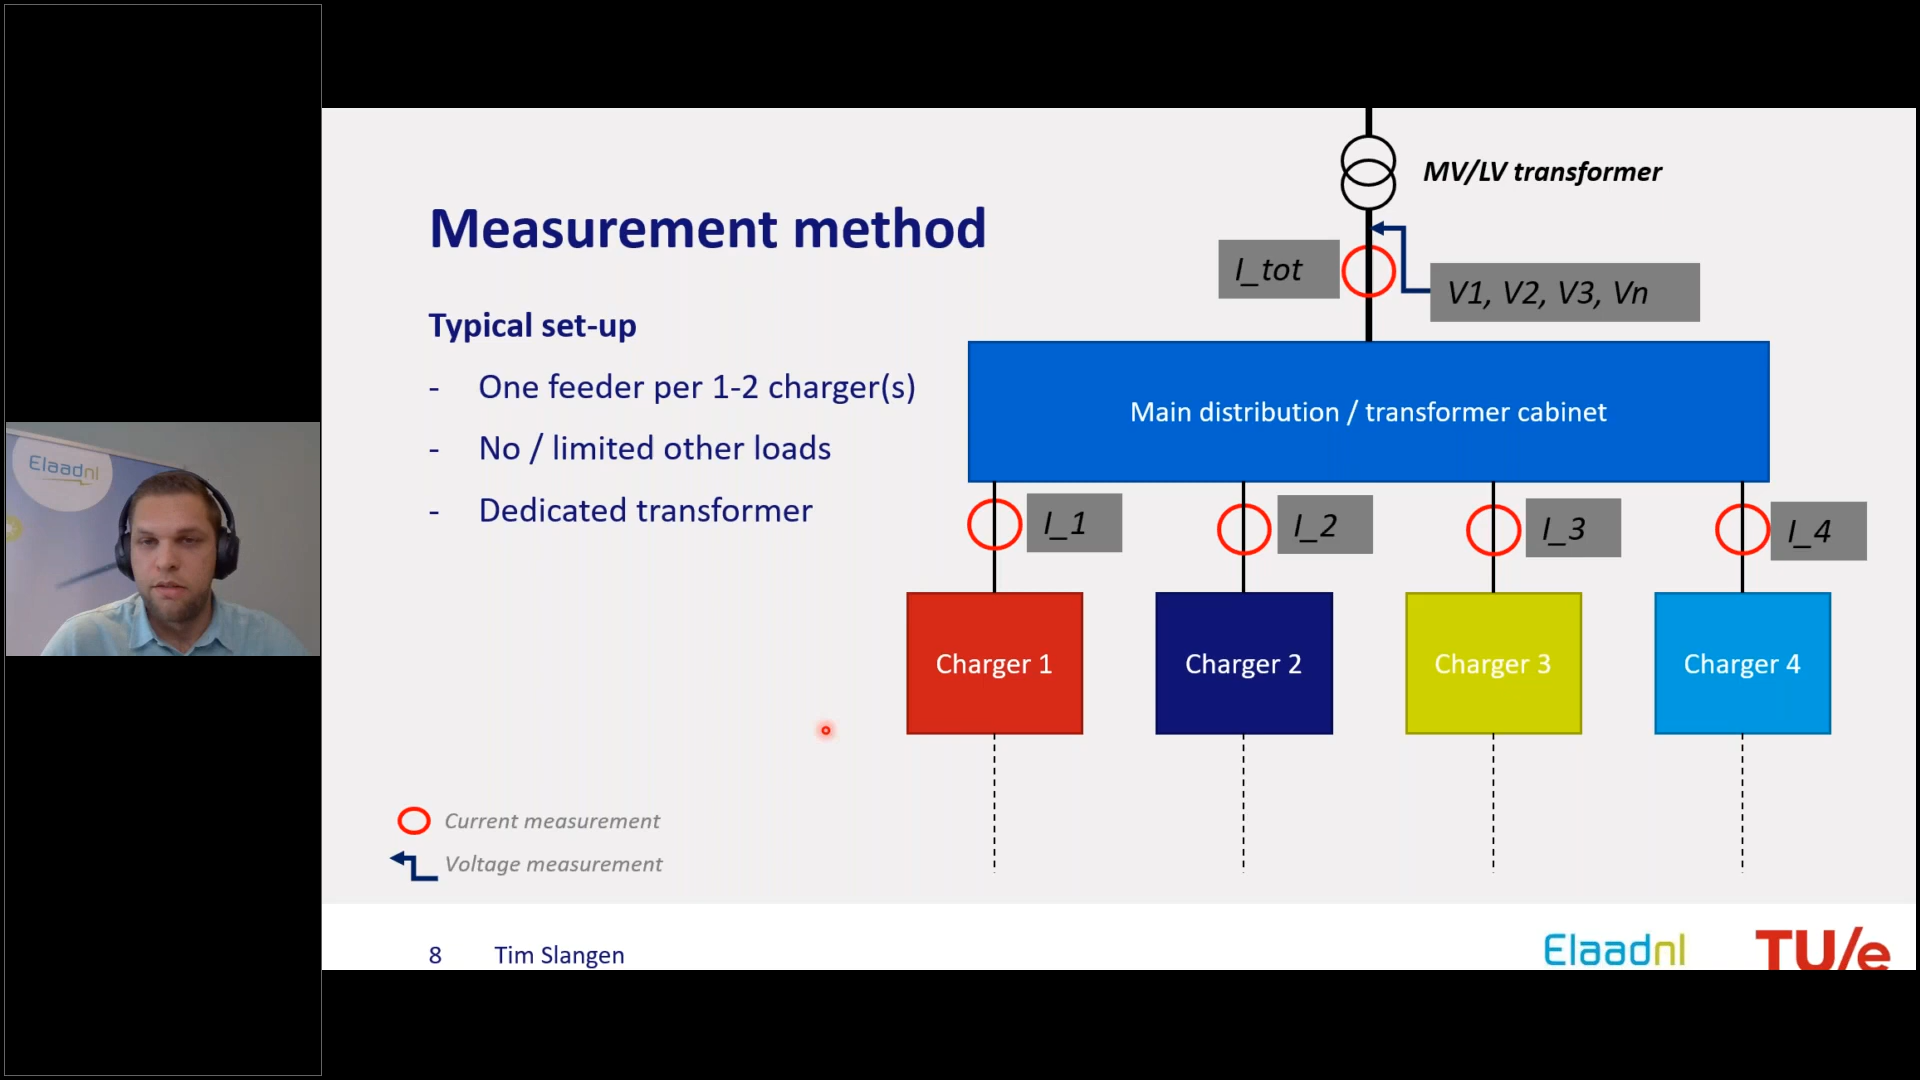 Elaadnl
MV/LV transformer
Measurement method
I_tot
V1, V2, V3, Vn
Typical set-up
- One feeder per 1-2 charger(s)
- No / limited other loads
- Dedicated transformer
Main distribution / transformer cabinet
I_1
I_2
I_3
I_4
Charger 1
Charger 2
Charger 3
Charger 4
Current measurement
Voltage measurement
8 Tim Slangen
Elaadnl
TU/e